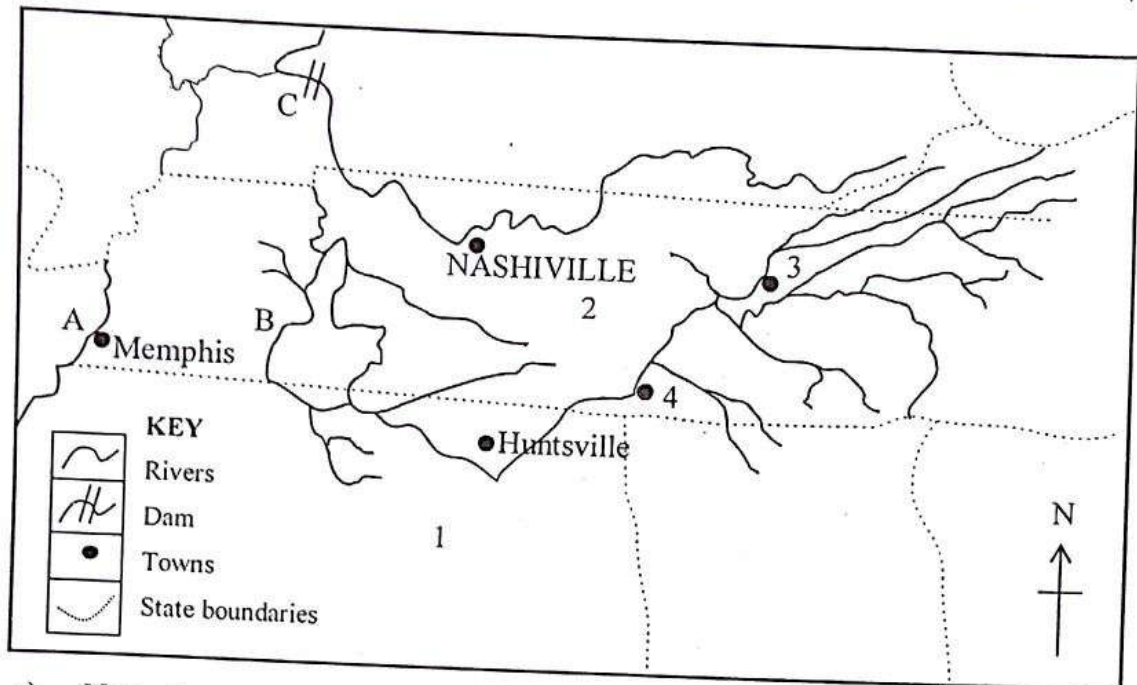 C
NASHIVILLE
3
2
A
Memphis
B
4
KEY
Huntsville
Rivers
N
Dam
1
Towns
State boundaries